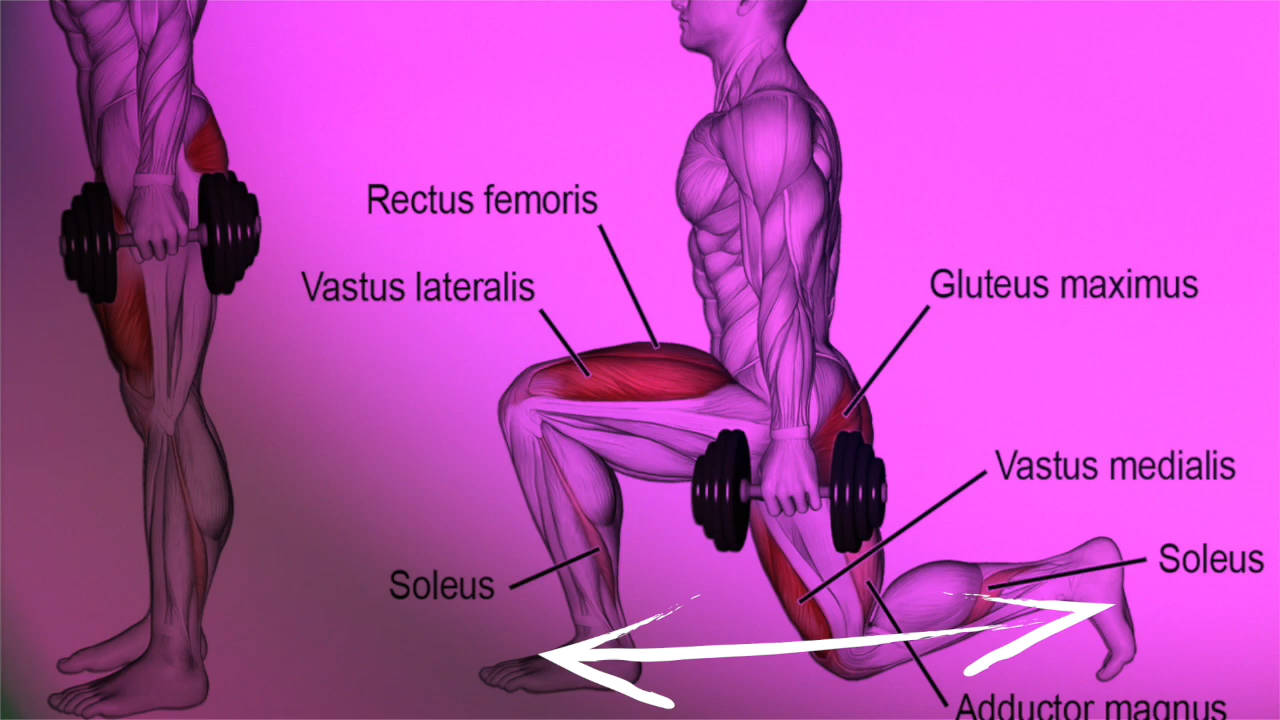 Rectus femoris
Vastus lateralis
Gluteus maximus
Vastus medialis
Soleus
Soleus
Adductor magnus